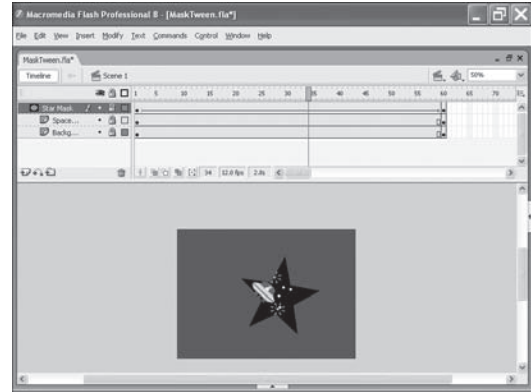 Macromedia Flash Professional 8 - [MaskTween.fla*]
File Edit View Insert Modify Text Commands Control Window Help
MaskTween.fla*
Timeline Scene 1 50%
1 5 10 15 20 25 30 35 40 45 50 55 60 65 70
Star Mask
Space...
Backg...
34 12.0 fps 2.8s